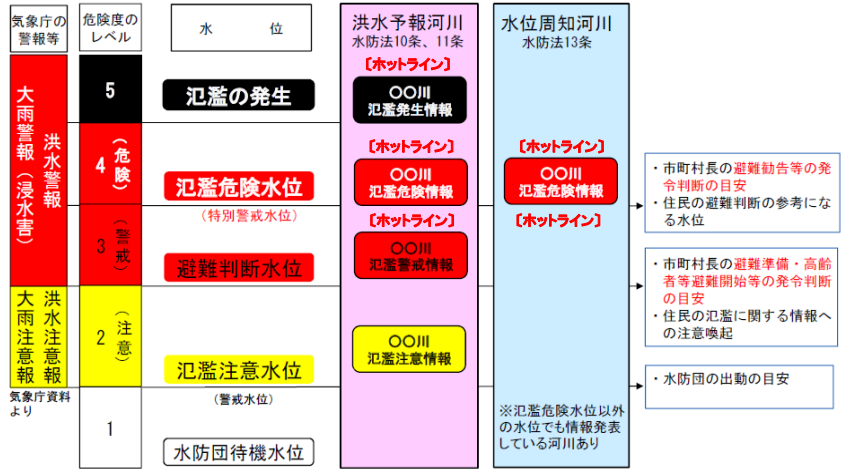 気象庁の
警報等
危険度の
レベル
水　　位
洪水予報河川
水防法10条、11条
水位周知河川
水防法13条
大雨警報（浸水害）
洪水警報
大雨注意報
洪水注意報
気象庁資料
より
5
4
（危険）
3
（警戒）
2
（注意）
1
氾濫の発生
氾濫危険水位
（特別警戒水位）
避難判断水位
氾濫注意水位
（警戒水位）
水防団待機水位
〔ホットライン〕
〇〇川
氾濫発生情報
〔ホットライン〕
〇〇川
氾濫危険情報
〔ホットライン〕
〇〇川
氾濫警戒情報
〇〇川
氾濫注意情報
〔ホットライン〕
〇〇川
氾濫危険情報
〔ホットライン〕
※氾濫危険水位以外
の水位でも情報発表
している河川あり
・市町村長の避難勧告等の発
令判断の目安
・住民の避難判断の参考にな
る水位
・市町村長の避難準備・高齢
者等避難開始等の発令判断
の目安
・住民の氾濫に関する情報へ
の注意喚起
・水防団の出動の目安